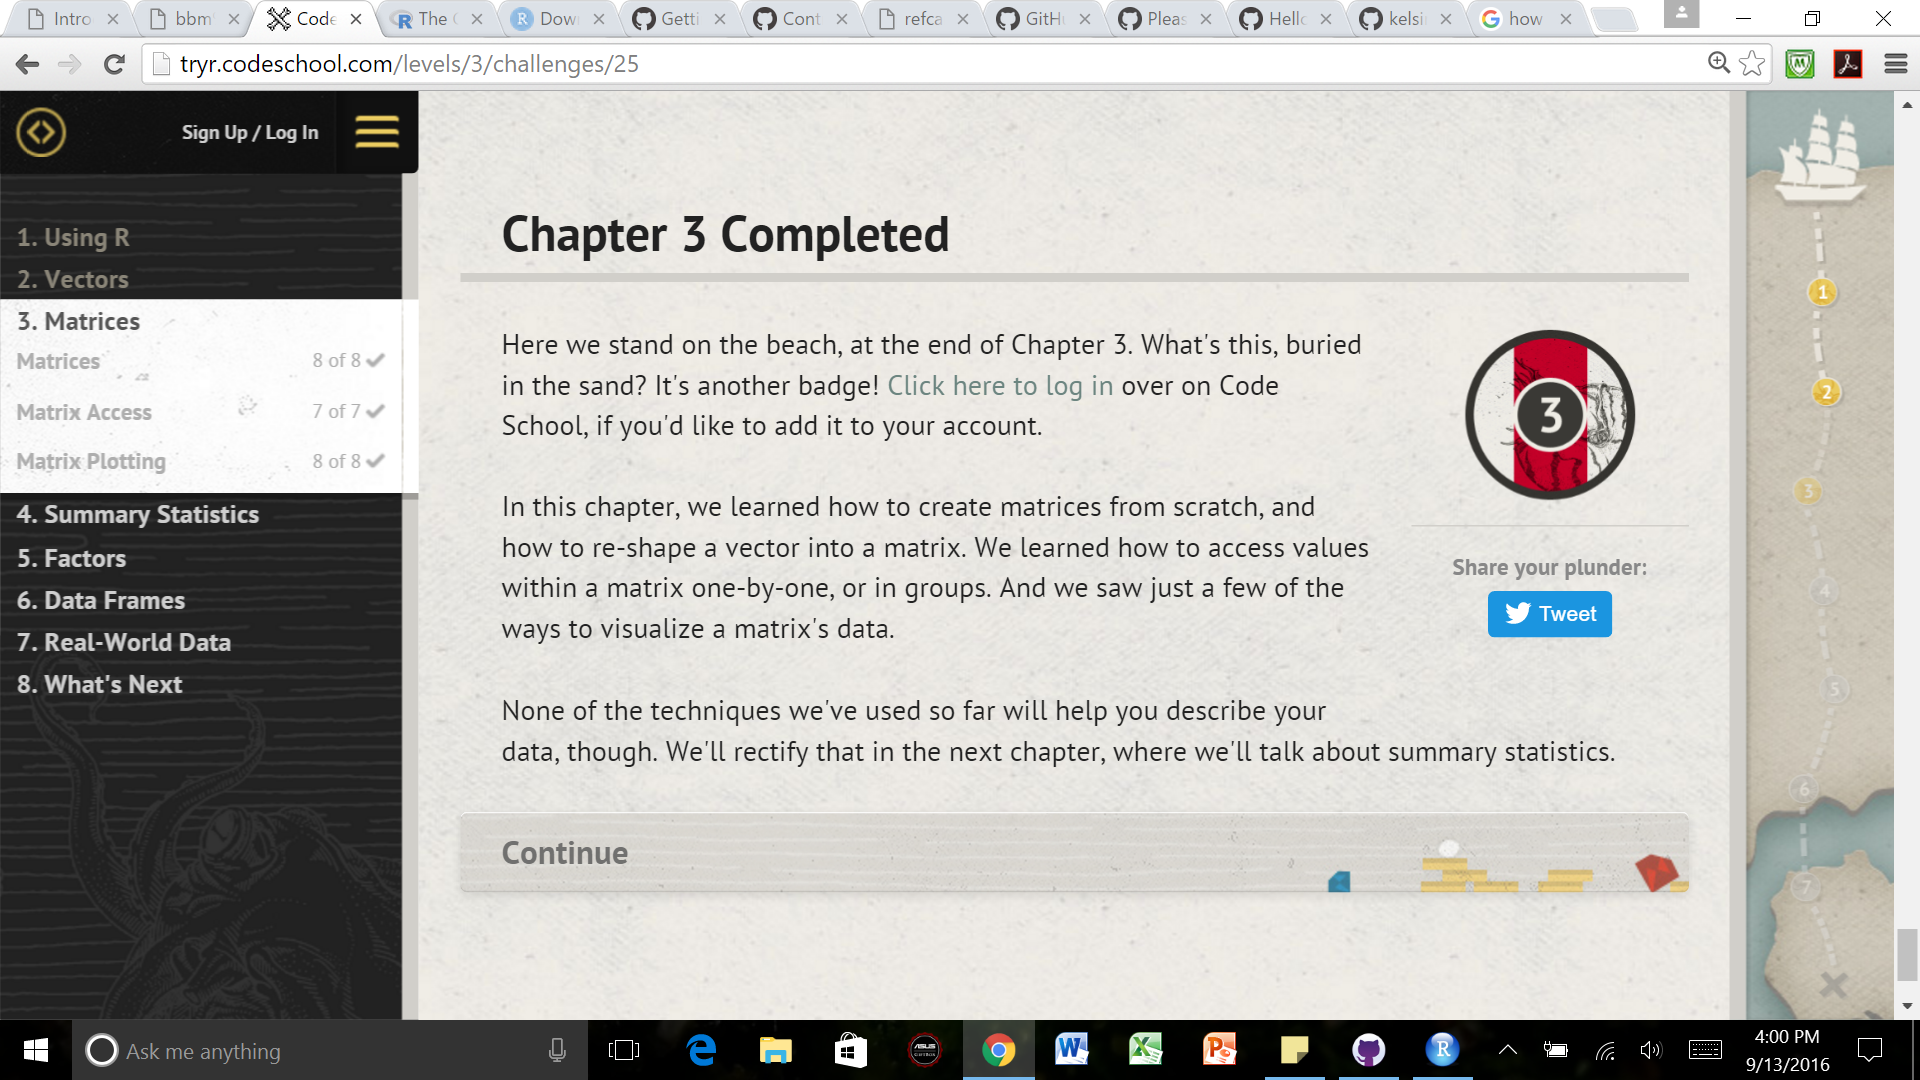 Intro
bbm'
Code
The
Dow
Getti
Cont
refca
GitH
Pleas
Hello
kelsi
how
tryr.codeschool.com/levels/3/challenges/25
Sign Up / Log In
1. Using R
2. Vectors
3. Matrices
Matrices 8 of 8
Matrix Access 7 of 7
Matrix Plotting 8 of 8
4. Summary Statistics
5. Factors
6. Data Frames
7. Real-World Data
8. What's Next
Chapter 3 Completed
Here we stand on the beach, at the end of Chapter 3. What's this, buried
in the sand? It's another badge! Click here to log in over on Code
School, if you'd like to add it to your account.
In this chapter, we learned how to create matrices from scratch, and
how to re-shape a vector into a matrix. We learned how to access values
within a matrix one-by-one, or in groups. And we saw just a few of the
ways to visualize a matrix's data.
None of the techniques we've used so far will help you describe your
data, though. We'll rectify that in the next chapter, where we'll talk about summary statistics.
3
Share your plunder:
Tweet
Continue
1
2
3
4
5
6
7
Ask me anything
4:00 PM
9/13/2016